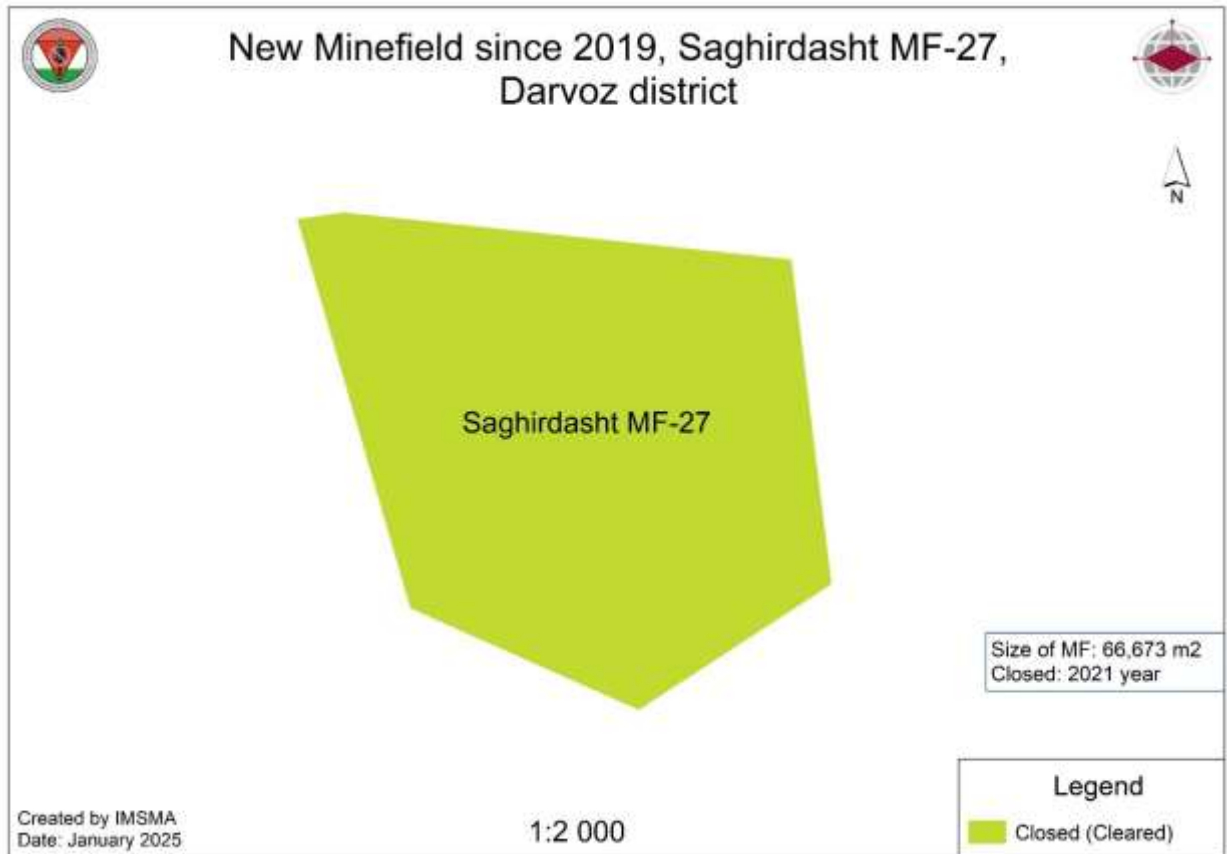 New Minefield since 2019, Saghirdasht MF-27,
Darvoz district
N
Saghirdasht MF-27
Size of MF: 66,673 m2
Closed: 2021 year
Legend
Closed (Cleared)
Created by IMSMA
Date: January 2025
1:2 000